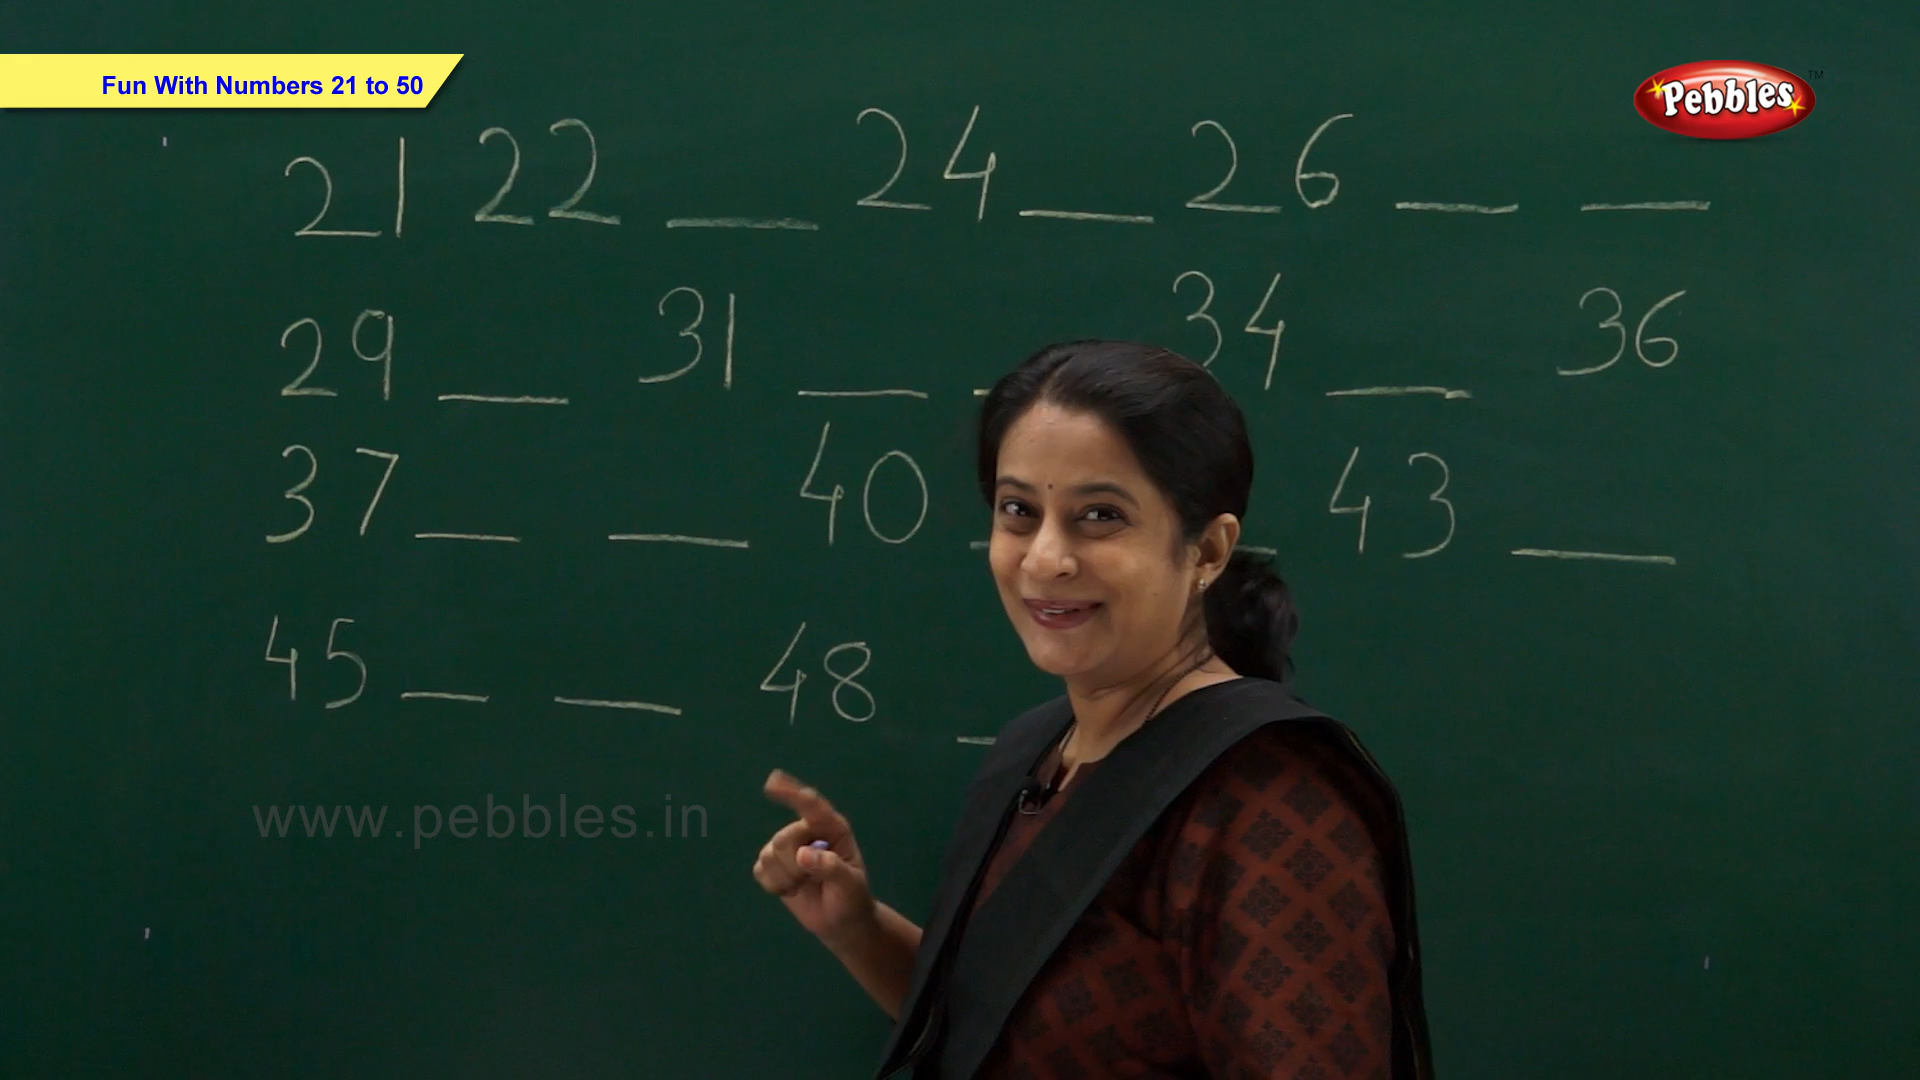 Fun With Numbers 21 to 50
Pebbles™
21 22 __ 24 __ 26 __ __
29 __ 31 __ _ 34 __ 36
37 __ __ 40 _ _ 43 __
45 __ __ 48 _
www.pebbles.in